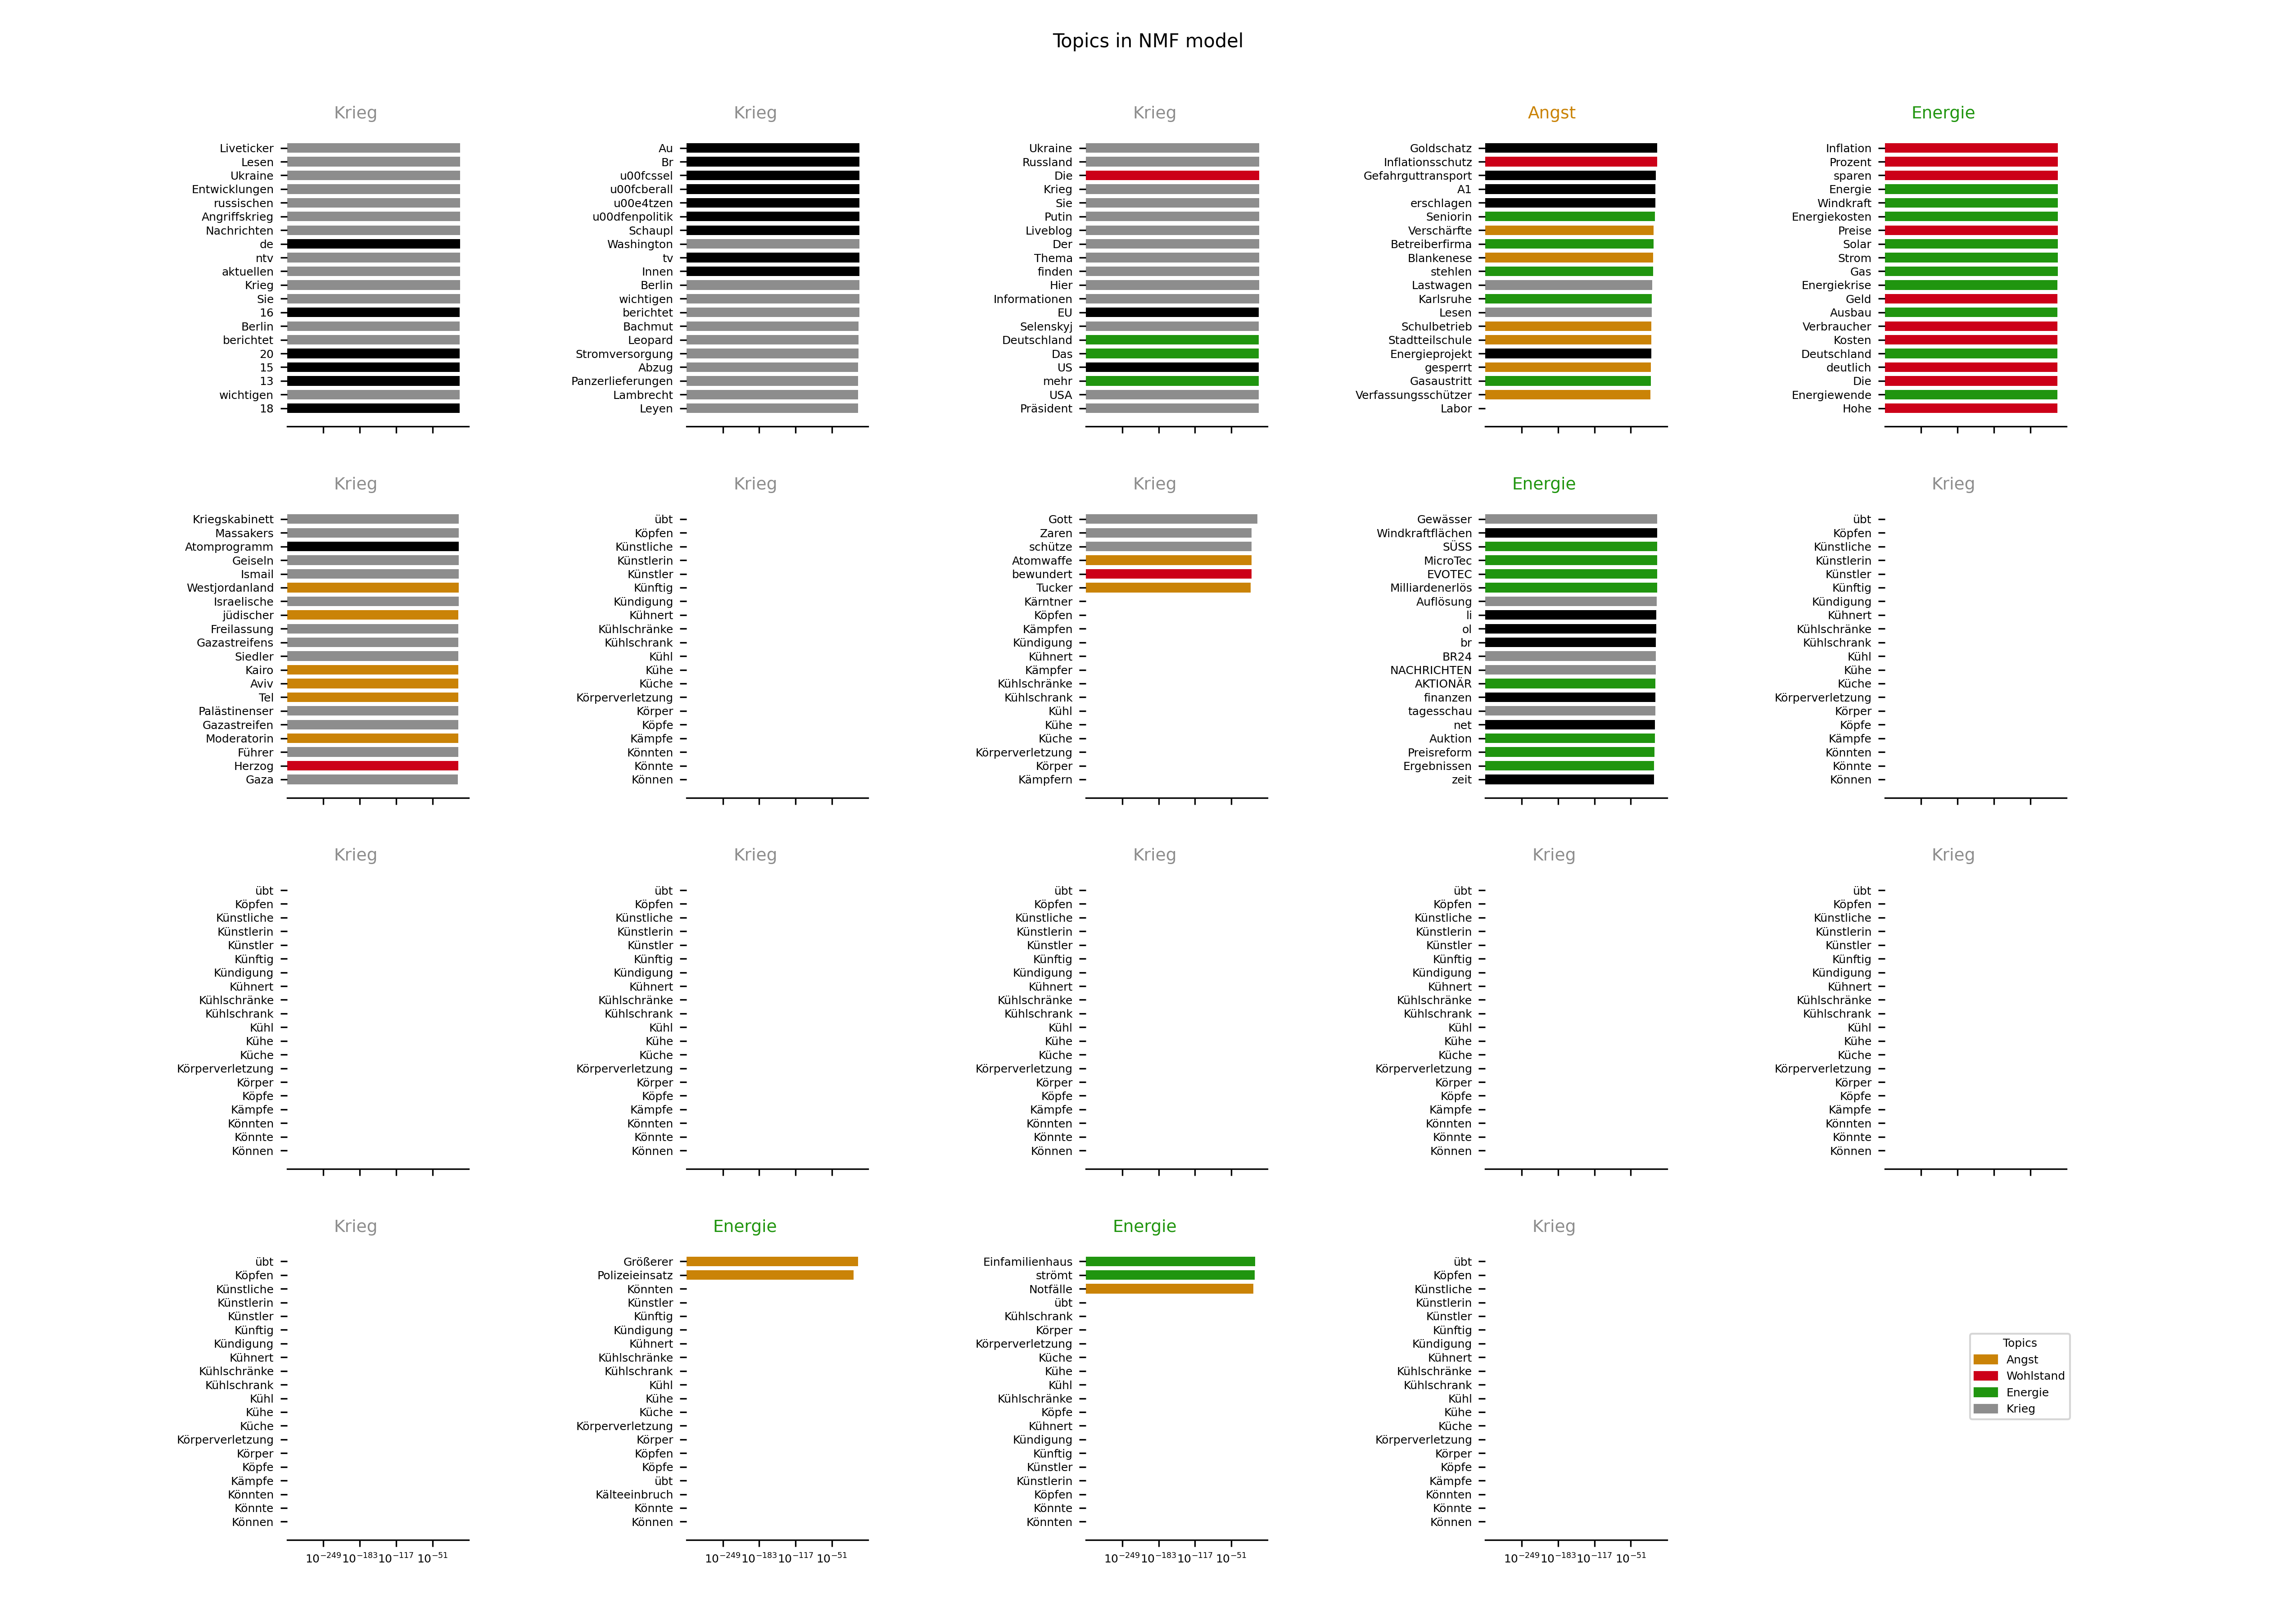 Topics in NMF model
Krieg
Liveticker
Lesen
Ukraine
Entwicklungen
russischen
Angriffskrieg
Nachrichten
de
ntv
aktuellen
Krieg
Sie
16
Berlin
berichtet
20
15
13
wichtigen
18
Krieg
Au
Br
u00fcssel
u00fcberall
u00e4tzen
u00dfenpolitik
Schaupl
Washington
tv
Innen
Berlin
wichtigen
berichtet
Bachmut
Leopard
Stromversorgung
Abzug
Panzerlieferungen
Lambrecht
Leyen
Krieg
Ukraine
Russland
Die
Krieg
Sie
Putin
Liveblog
Der
Thema
finden
Hier
Informationen
EU
Selenskyj
Deutschland
Das
US
mehr
USA
Präsident
Angst
Goldschatz
Inflationsschutz
Gefahrguttransport
A1
erschlagen
Seniorin
Verschärfte
Betreiberfirma
Blankenese
stehlen
Lastwagen
Karlsruhe
Lesen
Schulbetrieb
Stadtteilschule
Energieprojekt
gesperrt
Gasaustritt
Verfassungsschützer
Labor
Energie
Inflation
Prozent
sparen
Energie
Windkraft
Energiekosten
Preise
Solar
Strom
Gas
Energiekrise
Geld
Ausbau
Verbraucher
Kosten
Deutschland
deutlich
Die
Energiewende
Hohe
Krieg
Kriegskabinett
Massakers
Atomprogramm
Geiseln
Ismail
Westjordanland
Israelische
jüdischer
Freilassung
Gazastreifens
Siedler
Kairo
Aviv
Tel
Palästinenser
Gazastreifen
Moderatorin
Führer
Herzog
Gaza
Krieg
übt
Köpfen
Künstliche
Künstlerin
Künstler
Künftig
Kündigung
Kühnert
Kühlschränke
Kühlschrank
Kühl
Kühe
Küche
Körperverletzung
Körper
Köpfe
Kämpfe
Könnten
Könnte
Können
Krieg
Gott
Zaren
schütze
Atomwaffe
bewundert
Tucker
Kärntner
Köpfen
Kämpfen
Kündigung
Kühnert
Kämpfer
Kühlschränke
Kühlschrank
Kühl
Kühe
Küche
Körperverletzung
Körper
Kämpfern
Energie
Gewässer
Windkraftflächen
SÜSS
MicroTec
EVOTEC
Milliardenerlös
Auflösung
li
ol
br
BR24
NACHRICHTEN
AKTIONÄR
finanzen
tagesschau
net
Auktion
Preisreform
Ergebnissen
zeit
Krieg
übt
Köpfen
Künstliche
Künstlerin
Künstler
Künftig
Kündigung
Kühnert
Kühlschränke
Kühlschrank
Kühl
Kühe
Küche
Körperverletzung
Körper
Köpfe
Kämpfe
Könnten
Könnte
Können
Krieg
übt
Köpfen
Künstliche
Künstlerin
Künstler
Künftig
Kündigung
Kühnert
Kühlschränke
Kühlschrank
Kühl
Kühe
Küche
Körperverletzung
Körper
Köpfe
Kämpfe
Könnten
Könnte
Können
Krieg
übt
Köpfen
Künstliche
Künstlerin
Künstler
Künftig
Kündigung
Kühnert
Kühlschränke
Kühlschrank
Kühl
Kühe
Küche
Körperverletzung
Körper
Köpfe
Kämpfe
Könnten
Könnte
Können
Krieg
übt
Köpfen
Künstliche
Künstlerin
Künstler
Künftig
Kündigung
Kühnert
Kühlschränke
Kühlschrank
Kühl
Kühe
Küche
Körperverletzung
Körper
Köpfe
Kämpfe
Könnten
Könnte
Können
Krieg
übt
Köpfen
Künstliche
Künstlerin
Künstler
Künftig
Kündigung
Kühnert
Kühlschränke
Kühlschrank
Kühl
Kühe
Küche
Körperverletzung
Körper
Köpfe
Kämpfe
Könnten
Könnte
Können
Krieg
übt
Köpfen
Künstliche
Künstlerin
Künstler
Künftig
Kündigung
Kühnert
Kühlschränke
Kühlschrank
Kühl
Kühe
Küche
Körperverletzung
Körper
Köpfe
Kämpfe
Könnten
Könnte
Können
Krieg
übt
Köpfen
Künstliche
Künstlerin
Künstler
Künftig
Kündigung
Kühnert
Kühlschränke
Kühlschrank
Kühl
Kühe
Küche
Körperverletzung
Körper
Köpfe
Kämpfe
Könnten
Könnte
Können
10⁻²⁴⁹ 10⁻¹⁸³ 10⁻¹¹⁷ 10⁻⁵¹
Energie
Größerer
Polizeieinsatz
Könnten
Künstler
Künftig
Kündigung
Kühnert
Kühlschränke
Kühlschrank
Kühl
Kühe
Küche
Körperverletzung
Körper
Köpfen
Köpfe
übt
Kälteeinbruch
Könnte
Können
10⁻²⁴⁹ 10⁻¹⁸³ 10⁻¹¹⁷ 10⁻⁵¹
Energie
Einfamilienhaus
strömt
Notfälle
übt
Kühlschrank
Körper
Körperverletzung
Küche
Kühe
Kühl
Kühlschränke
Köpfe
Kühnert
Kündigung
Künftig
Künstler
Künstlerin
Köpfen
Könnte
Könnten
10⁻²⁴⁹ 10⁻¹⁸³ 10⁻¹¹⁷ 10⁻⁵¹
Krieg
übt
Köpfen
Künstliche
Künstlerin
Künstler
Künftig
Kündigung
Kühnert
Kühlschränke
Kühlschrank
Kühl
Kühe
Küche
Körperverletzung
Körper
Köpfe
Kämpfe
Könnten
Könnte
Können
10⁻²⁴⁹ 10⁻¹⁸³ 10⁻¹¹⁷ 10⁻⁵¹
Topics
Angst
Wohlstand
Energie
Krieg